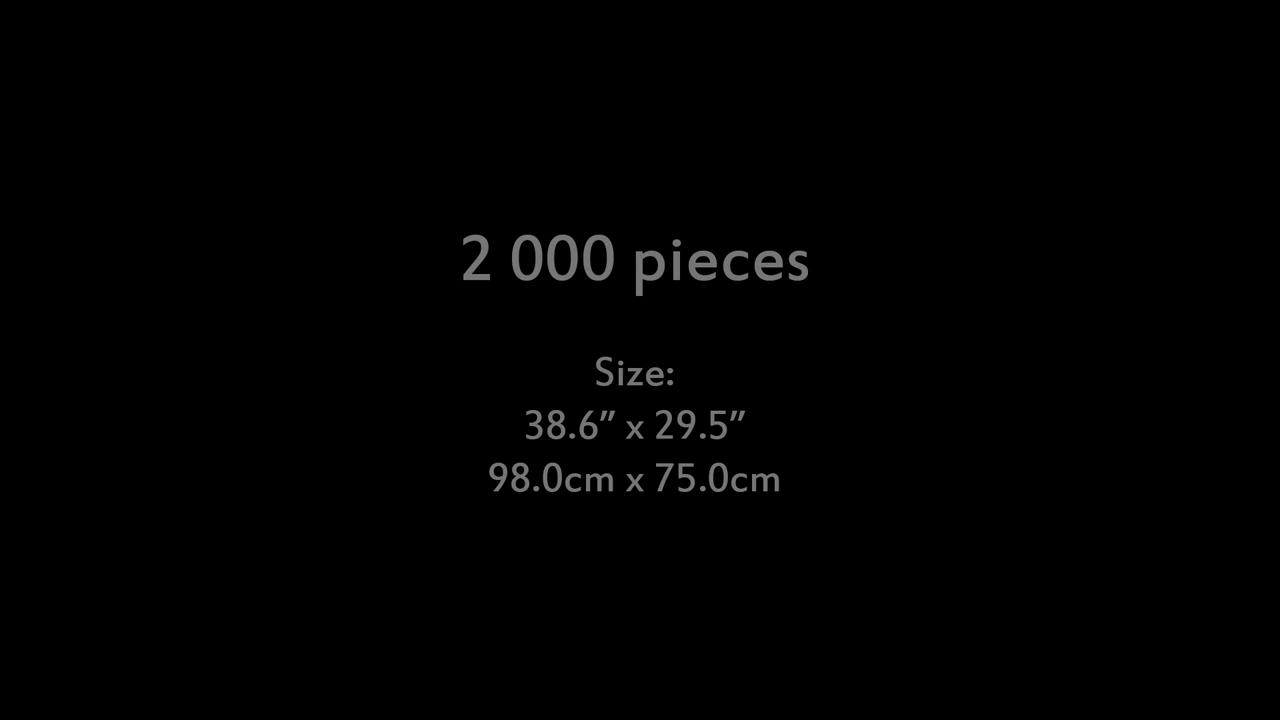 2 000 pieces
Size:
38.6” x 29.5”
98.0cm x 75.0cm